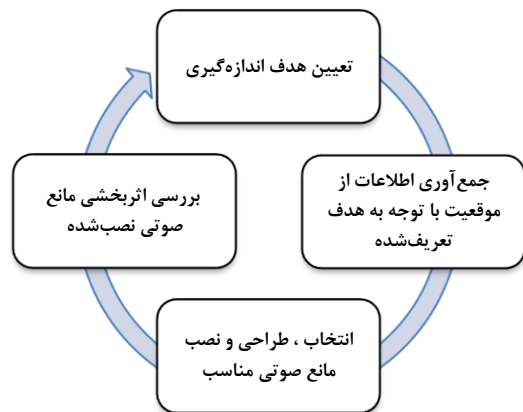 تعیین هدف اندازه‌گیری
جمع‌آوری اطلاعات از
موقعیت با توجه به هدف
تعریف‌شده
انتخاب ، طراحی و نصب
مانع صوتی مناسب
بررسی اثربخشی مانع
صوتی نصب‌شده